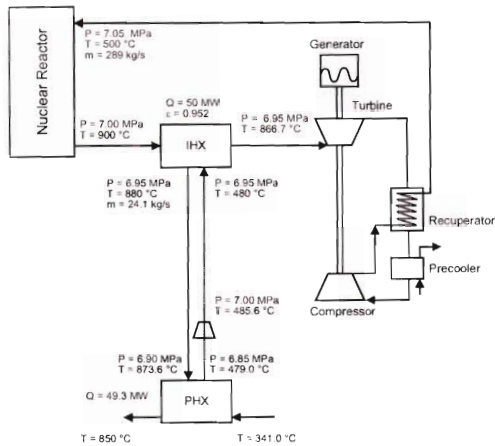 Nuclear Reactor
P = 7.05 MPa
T = 500 °C
m = 289 kg/s
Generator
Turbine
Q = 50 MW
ε = 0.952
P = 7.00 MPa
T = 900 °C
IHX
P = 6.95 MPa
T = 866.7 °C
P = 6.95 MPa
T = 880 °C
m = 24.1 kg/s
P = 6.95 MPa
T = 480 °C
Recuperator
Precooler
Compressor
P = 7.00 MPa
T = 485.6 °C
P = 6.90 MPa
T = 873.6 °C
P = 6.85 MPa
T = 479.0 °C
Q = 49.3 MW
PHX
T = 850 °C
T = 341.0 °C